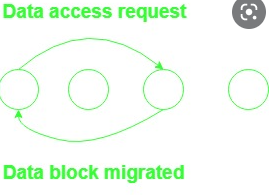 Data access request
Data block migrated